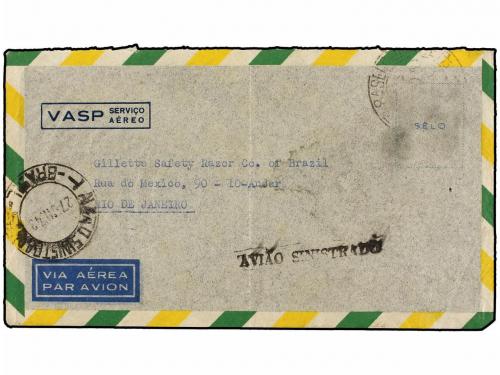 VASP SERVIÇO
AÉREO
SELO
Gillette Safety Razor Co. of Brazil
Rua do Mexico, 90 - 10-Andar
RIO DE JANEIRO
AVIÃO SINISTRADO
VIA AÉREA
PAR AVION